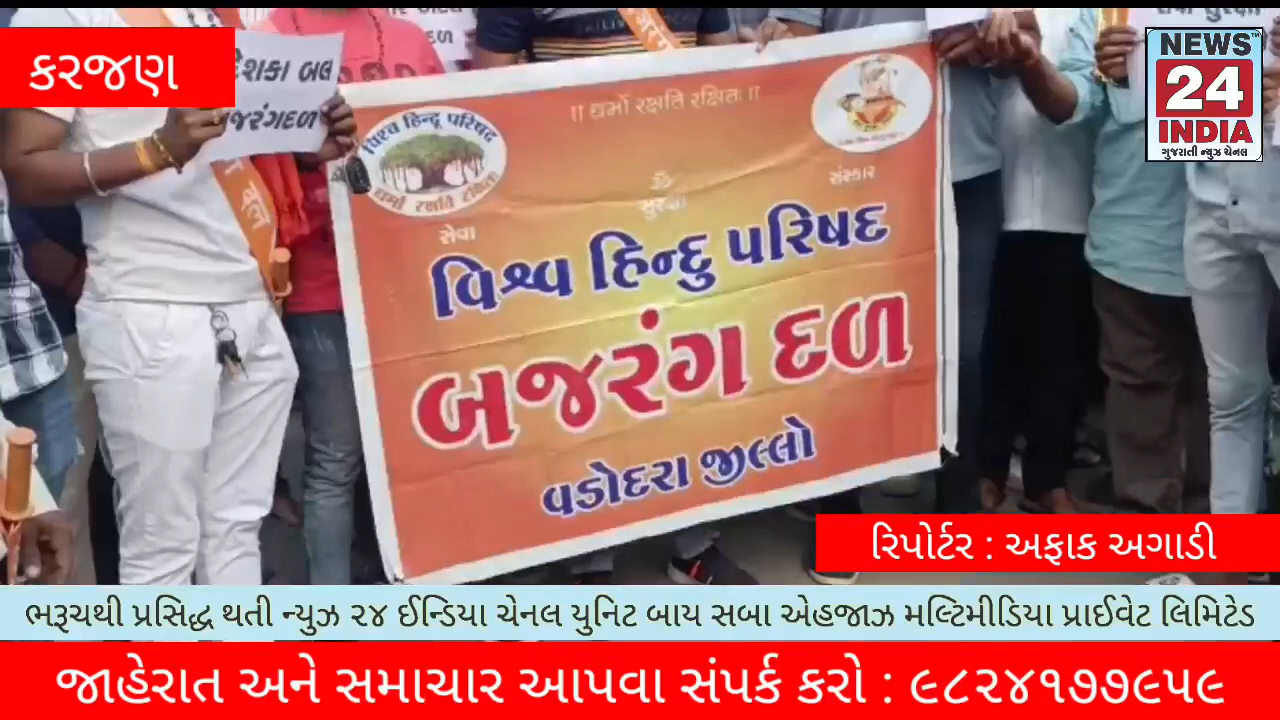 કરજણ
દેશકા બલ
બજરંગદળ
NEWS
24
INDIA
ગુજરાતી ન્યુઝ ચેનલ
॥ ધર્મો રક્ષતિ રક્ષિતઃ ॥
વિશ્વ હિન્દૂ પરિષદ
ધર્મો રક્ષતિ રક્ષિતઃ
ૐ
સેવા
સુરક્ષા
સંસ્કાર
વિશ્વ હિન્દુ પરિષદ
બજરંગ દળ
વડોદરા જીલ્લો
રિપોર્ટર : અફાક અગાડી
ભરૂચથી પ્રસિદ્ધ થતી ન્યુઝ ૨૪ ઈન્ડિયા ચેનલ યુનિટ બાય સબા એહજાઝ મલ્ટિમીડિયા પ્રાઈવેટ લિમિટેડ
જાહેરાત અને સમાચાર આપવા સંપર્ક કરો : ૯૮૨૪૧૭૭૯૫૯